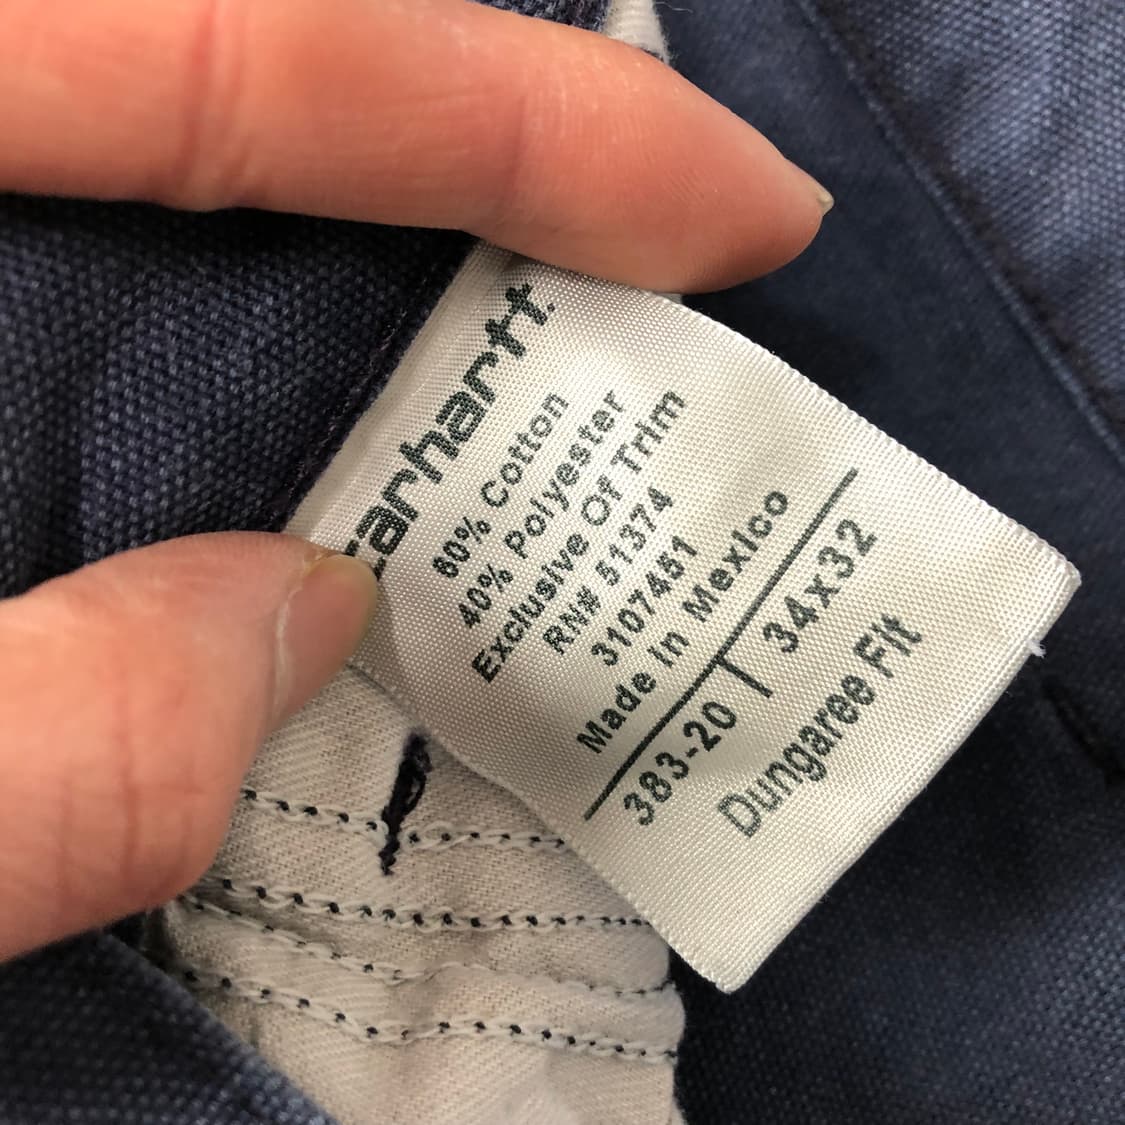 carhartt.
60% Cotton
40% Polyester
Exclusive Of Trim
RN# 51374
3107451
Made In Mexico
383-20 | 34x32
Dungaree Fit